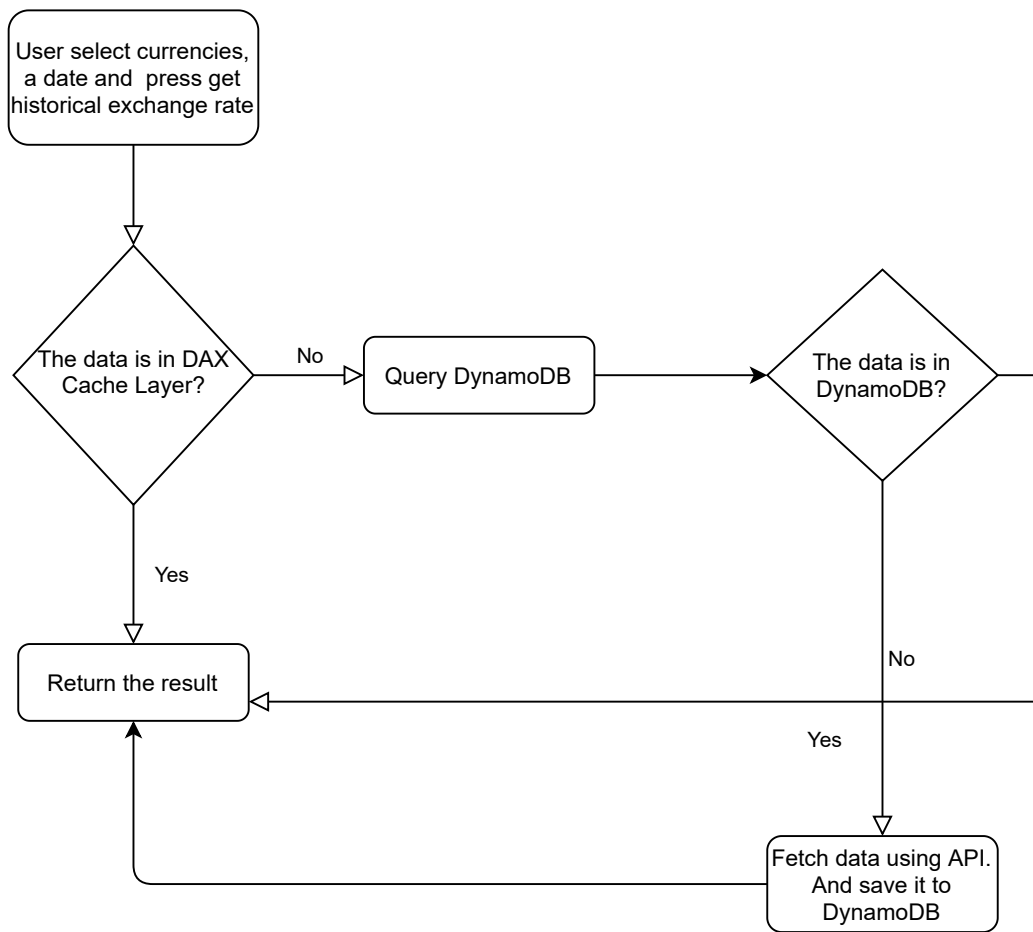 User select currencies,
a date and  press get
historical exchange rate
The data is in DAX
Cache Layer?
No
Query DynamoDB
The data is in
DynamoDB?
Yes
Return the result
No
Yes
Fetch data using API.
And save it to
DynamoDB